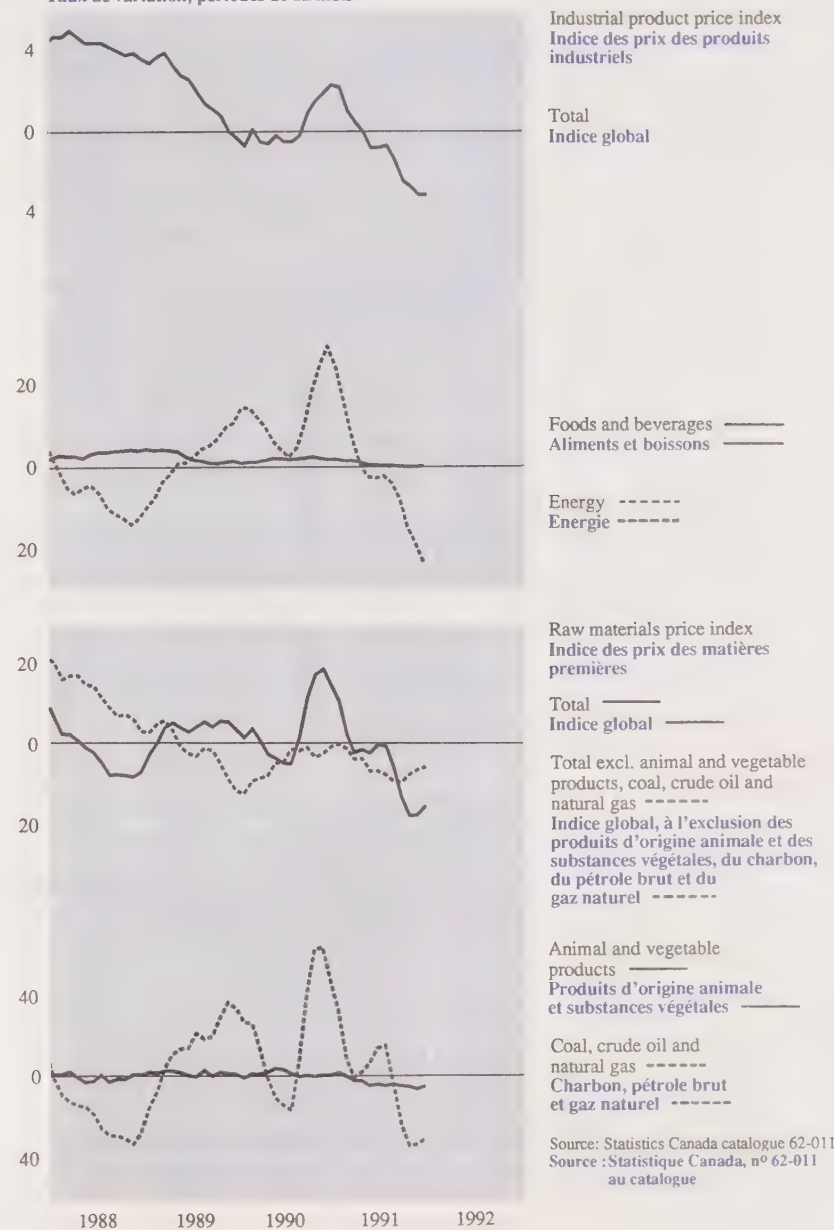 Taux de variation, périodes de 12 mois
Industrial product price index
Indice des prix des produits
industriels
Total
Indice global
4
0
4
Foods and beverages
Aliments et boissons
Energy
Energie
20
0
20
Raw materials price index
Indice des prix des matières
premières
Total
Indice global
Total excl. animal and vegetable
products, coal, crude oil and
natural gas
Indice global, à l'exclusion des
produits d'origine animale et des
substances végétales, du charbon,
du pétrole brut et du
gaz naturel
20
0
20
Animal and vegetable
products
Produits d'origine animale
et substances végétales
Coal, crude oil and
natural gas
Charbon, pétrole brut
et gaz naturel
40
0
40
Source: Statistics Canada catalogue 62-011
Source : Statistique Canada, nº 62-011
au catalogue
1988 1989 1990 1991 1992